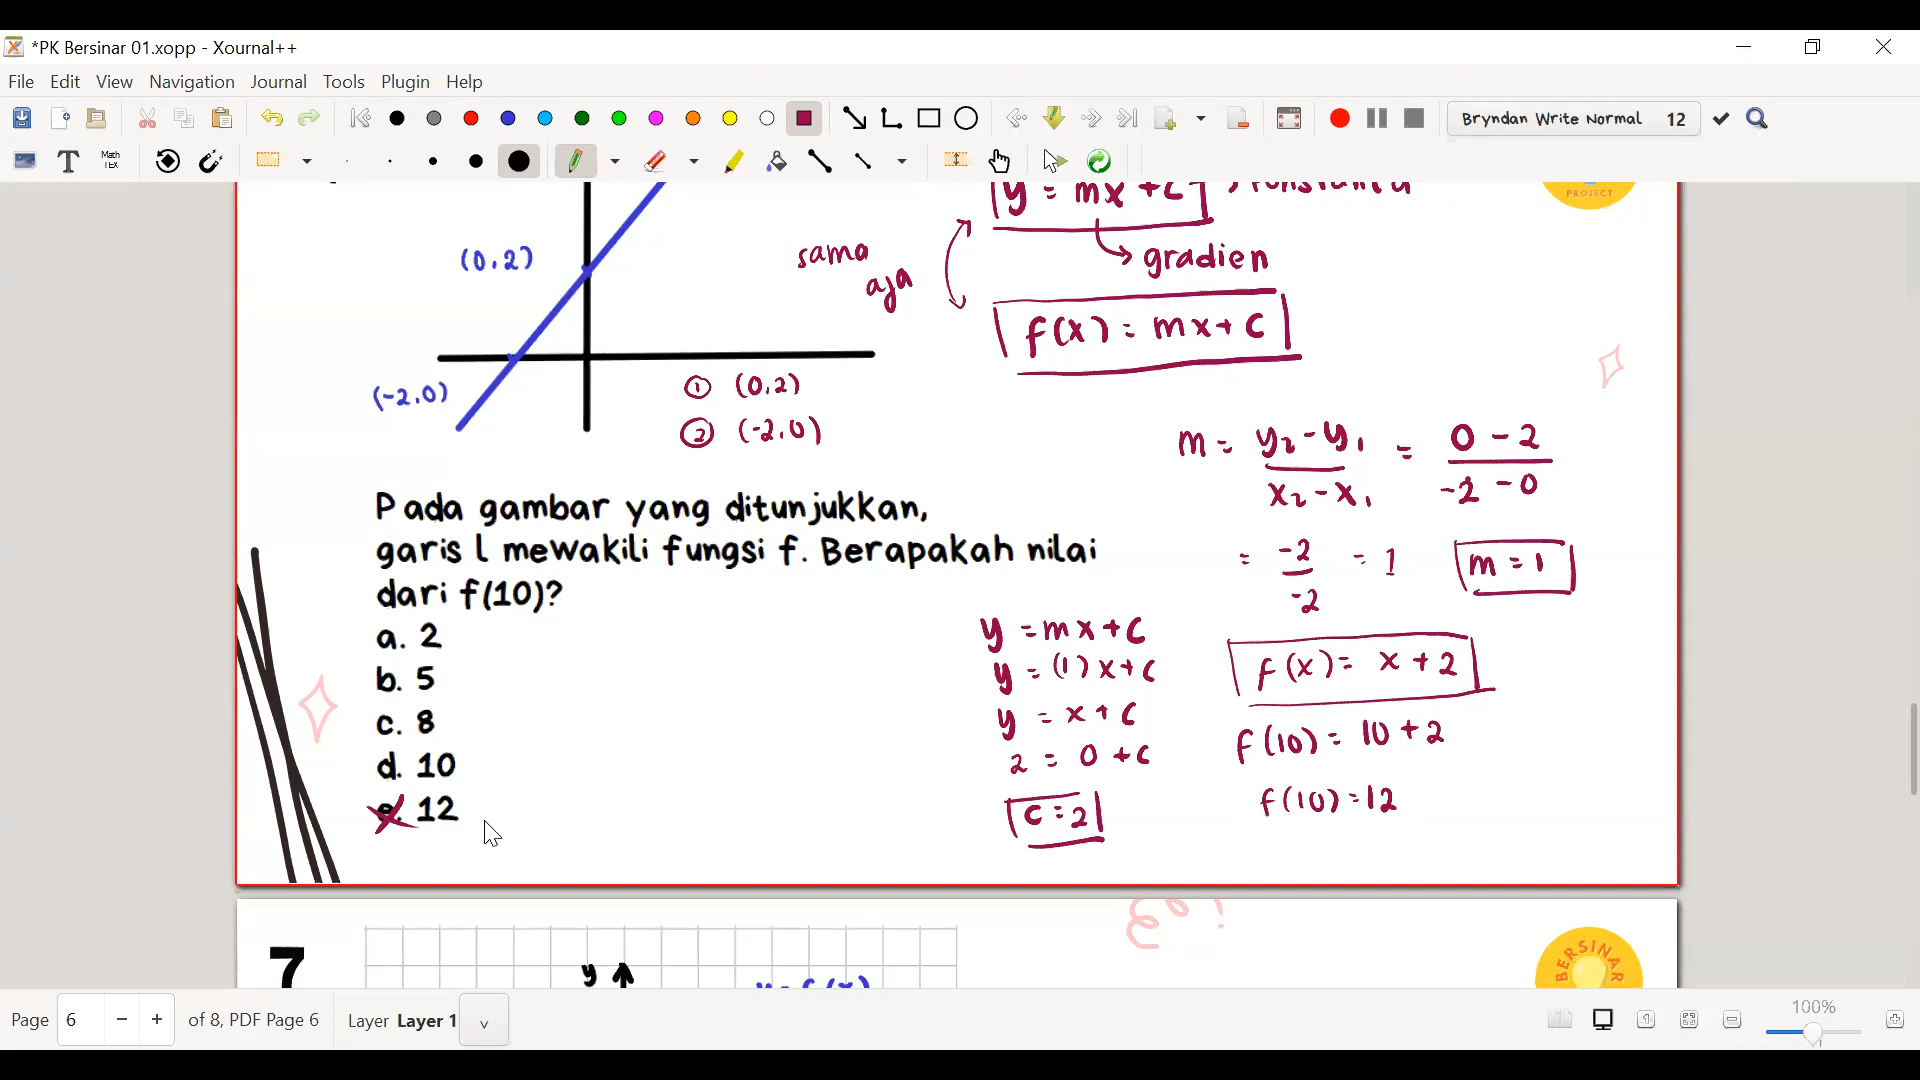 *PK Bersinar 01.xopp - Xournal++
File Edit View Navigation Journal Tools Plugin Help
Bryndan Write Normal 12
T Math TEX
PROJECT
y = mx + c
gradien
sama aja
f(x) = mx + c
(0,2)
(-2,0)
① (0,2)
② (-2,0)
m = y₂ - y₁ / x₂ - x₁ = 0 - 2 / -2 - 0
= -2 / -2 = 1
m = 1
Pada gambar yang ditunjukkan,
garis l mewakili fungsi f. Berapakah nilai
dari f(10)?
a. 2
b. 5
c. 8
d. 10
e. 12
y = mx + c
y = (1) x + c
y = x + c
2 = 0 + c
c = 2
f(x) = x + 2
f(10) = 10 + 2
f(10) = 12
7
y
BERSINAR
Page 6 of 8, PDF Page 6 Layer Layer 1
100%